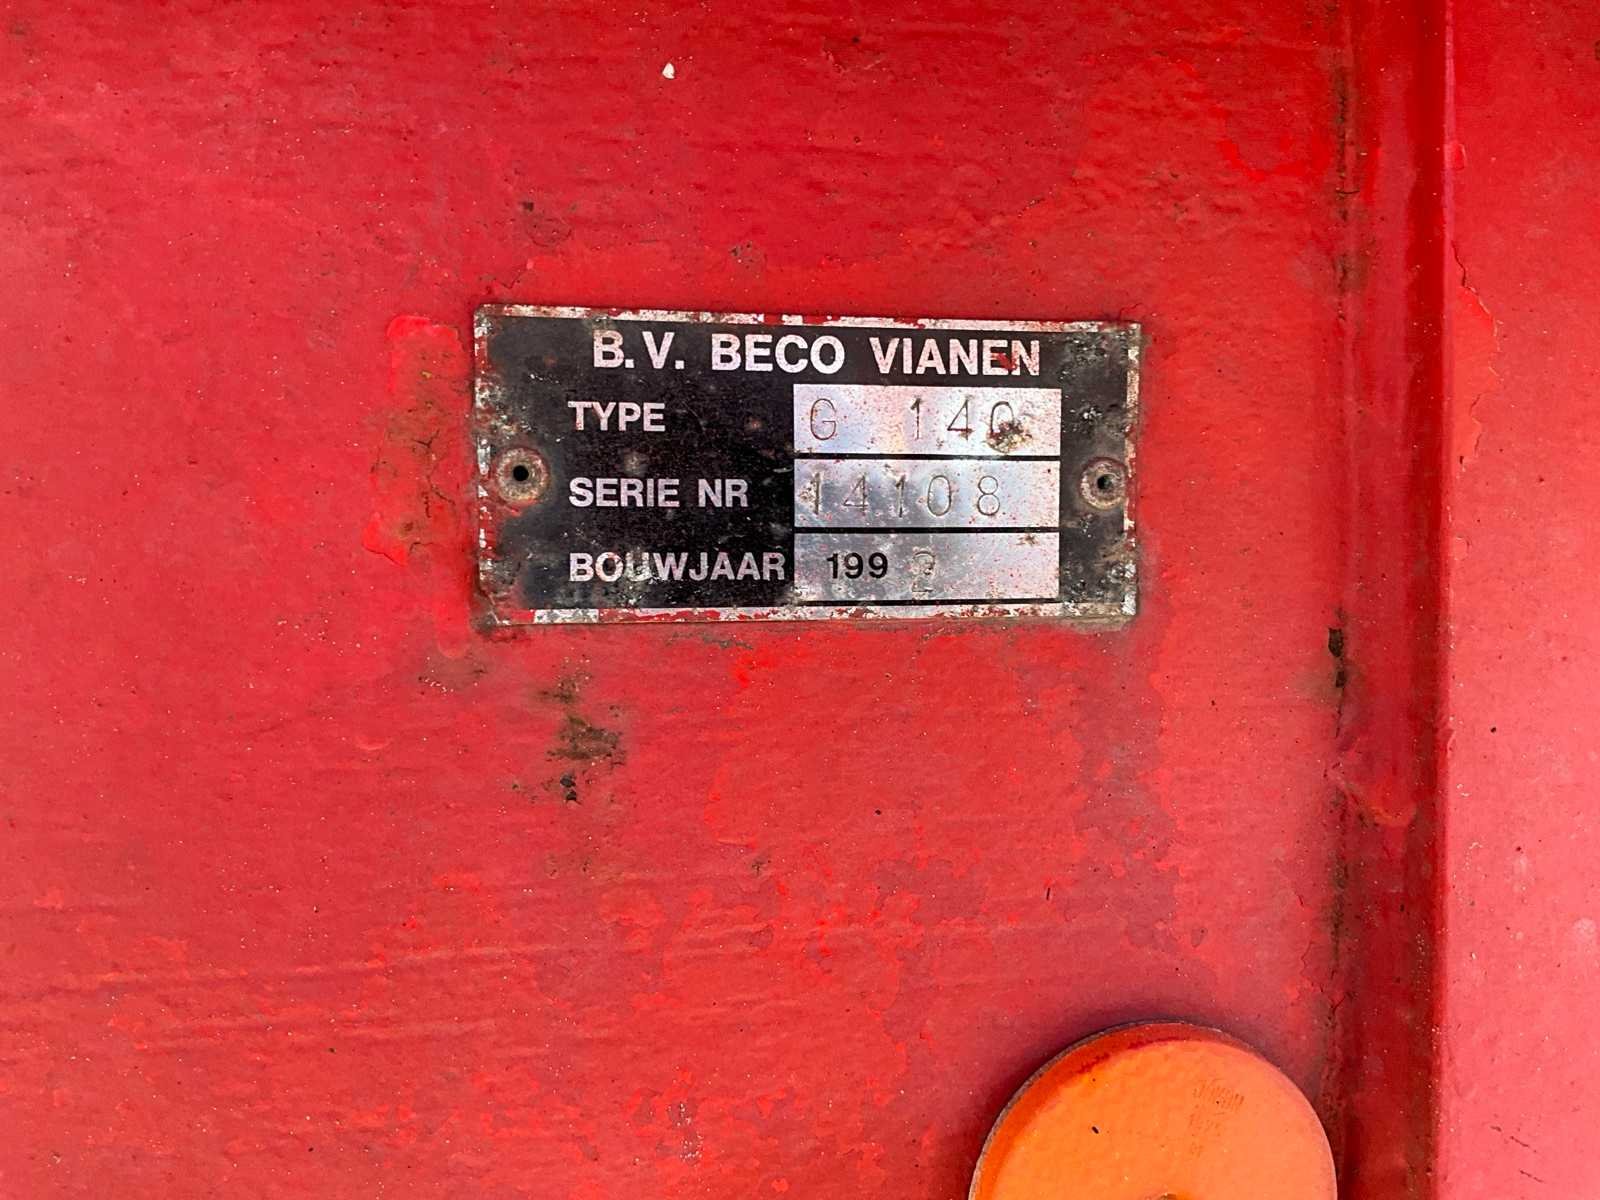 B.V. BECO VIANEN
TYPE G 140
SERIE NR 14108
BOUWJAAR 1992